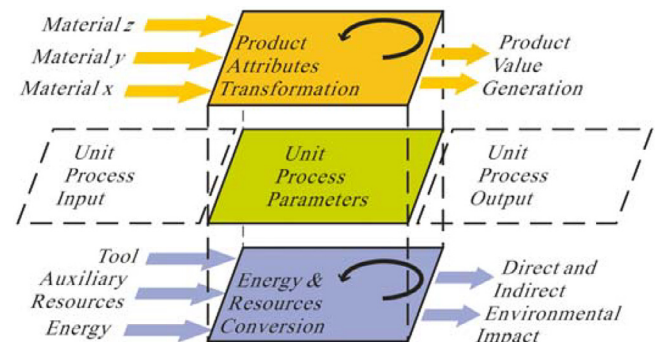 Material z
Material y
Material x
Product
Attributes
Transformation
Product
Value
Generation
Unit
Process
Input
Unit
Process
Parameters
Unit
Process
Output
Tool
Auxiliary
Resources
Energy
Energy &
Resources
Conversion
Direct and
Indirect
Environmental
Impact